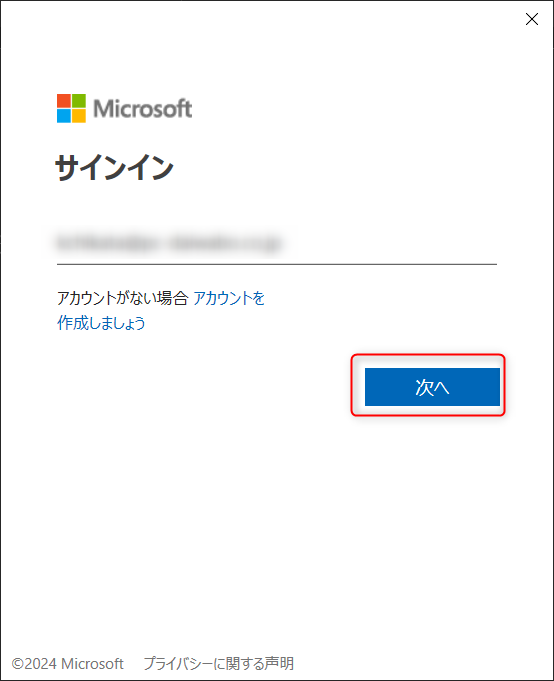 Microsoft
サインイン
アカウントがない場合 アカウントを
作成しましょう
次へ
©2024 Microsoft プライバシーに関する声明